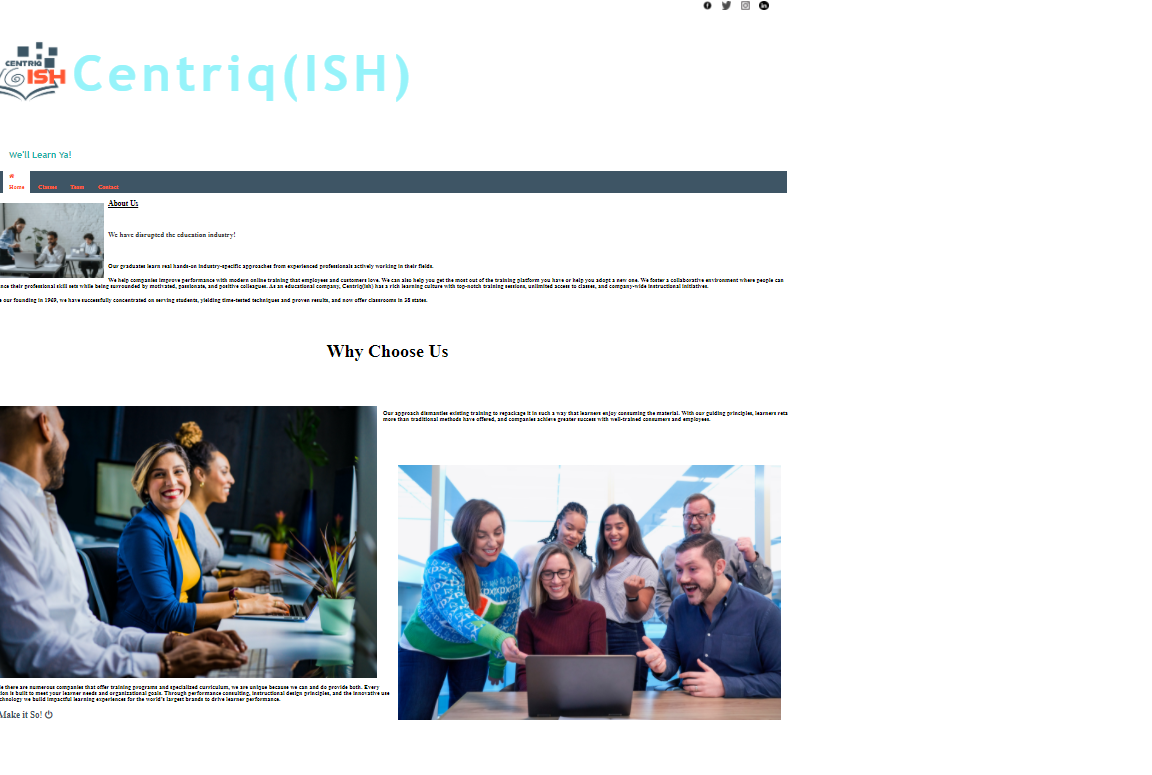 CENTRIQ
ISH
Centriq(ISH)
We'll Learn Ya!
Home Classes Team Contact
About Us
We have disrupted the education industry!
Our graduates learn real hands-on industry-specific approaches from experienced professionals actively working in their fields.
We help companies improve performance with modern online training that employees and customers love. We can also help you get the most out of the training platform you have or help you adopt a new one. We foster a collaborative environment where people can
nce their professional skill sets while being surrounded by motivated, passionate, and positive colleagues. As an educational company, Centriq(ish) has a rich learning culture with top-notch training sessions, unlimited access to classes, and company-wide instructional initiatives.
e our founding in 1969, we have successfully concentrated on serving students, yielding time-tested techniques and proven results, and now offer classrooms in 38 states.
Why Choose Us
Our approach dismantles existing training to repackage it in such a way that learners enjoy consuming the material. With our guiding principles, learners reta
more than traditional methods have offered, and companies achieve greater success with well-trained consumers and employees.
le there are numerous companies that offer training programs and specialized curriculum, we are unique because we can and do provide both. Every
tion is built to meet your learner needs and organizational goals. Through performance consulting, instructional design principles, and the innovative use
chnology we build impactful learning experiences for the world's largest brands to drive learner performance.
Make it So!